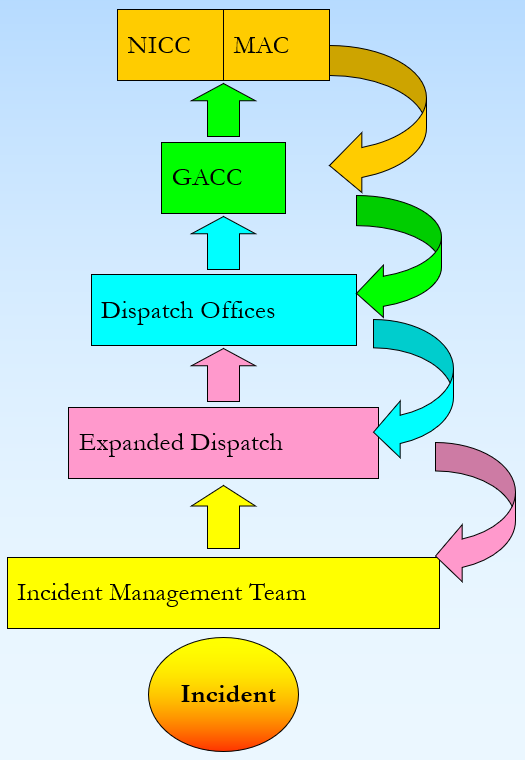 NICC MAC
GACC
Dispatch Offices
Expanded Dispatch
Incident Management Team
Incident